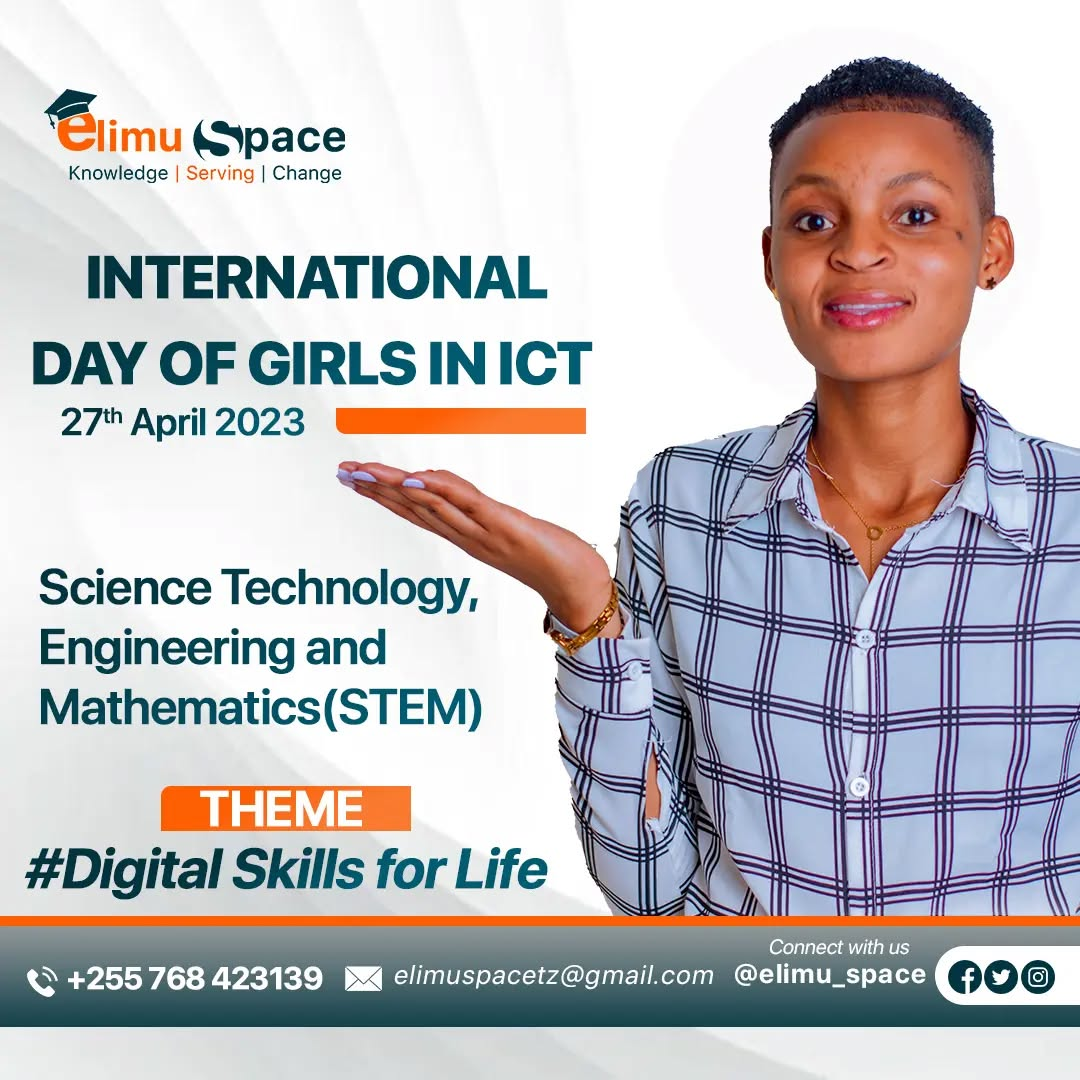 elimu Space
Knowledge | Serving | Change
INTERNATIONAL
DAY OF GIRLS IN ICT
27th April 2023
Science Technology,
Engineering and
Mathematics(STEM)
THEME
#Digital Skills for Life
Connect with us
+255 768 423139 elimuspacetz@gmail.com @elimu_space